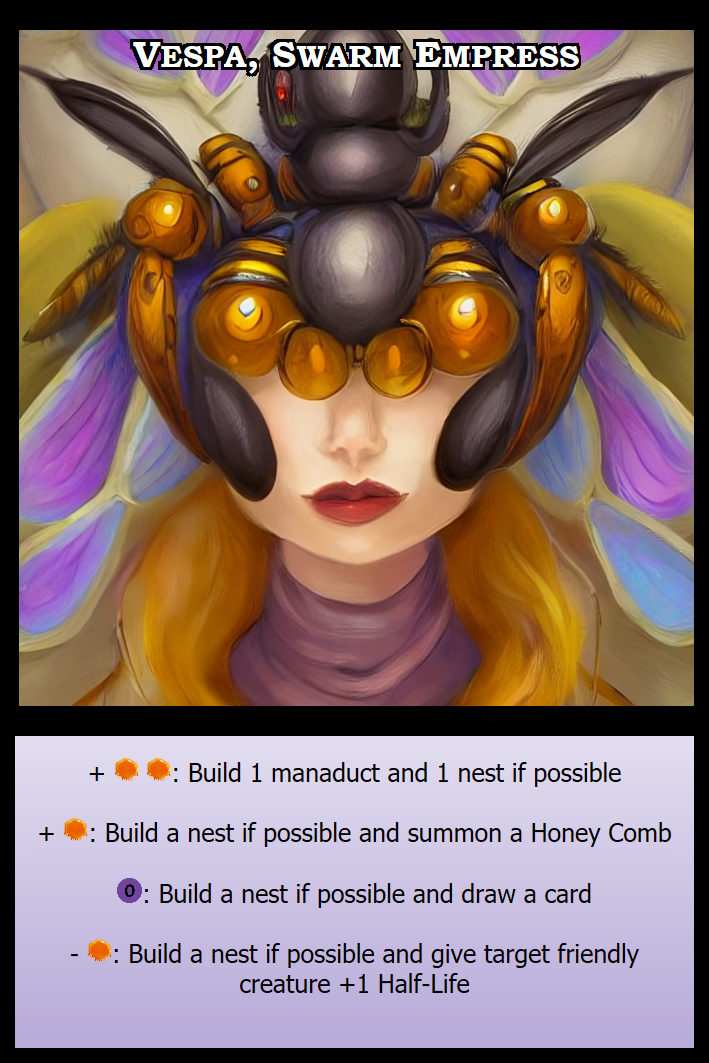 Vespa, Swarm Empress
+ : Build 1 manaduct and 1 nest if possible
+ : Build a nest if possible and summon a Honey Comb
0: Build a nest if possible and draw a card
- : Build a nest if possible and give target friendly
creature +1 Half-Life